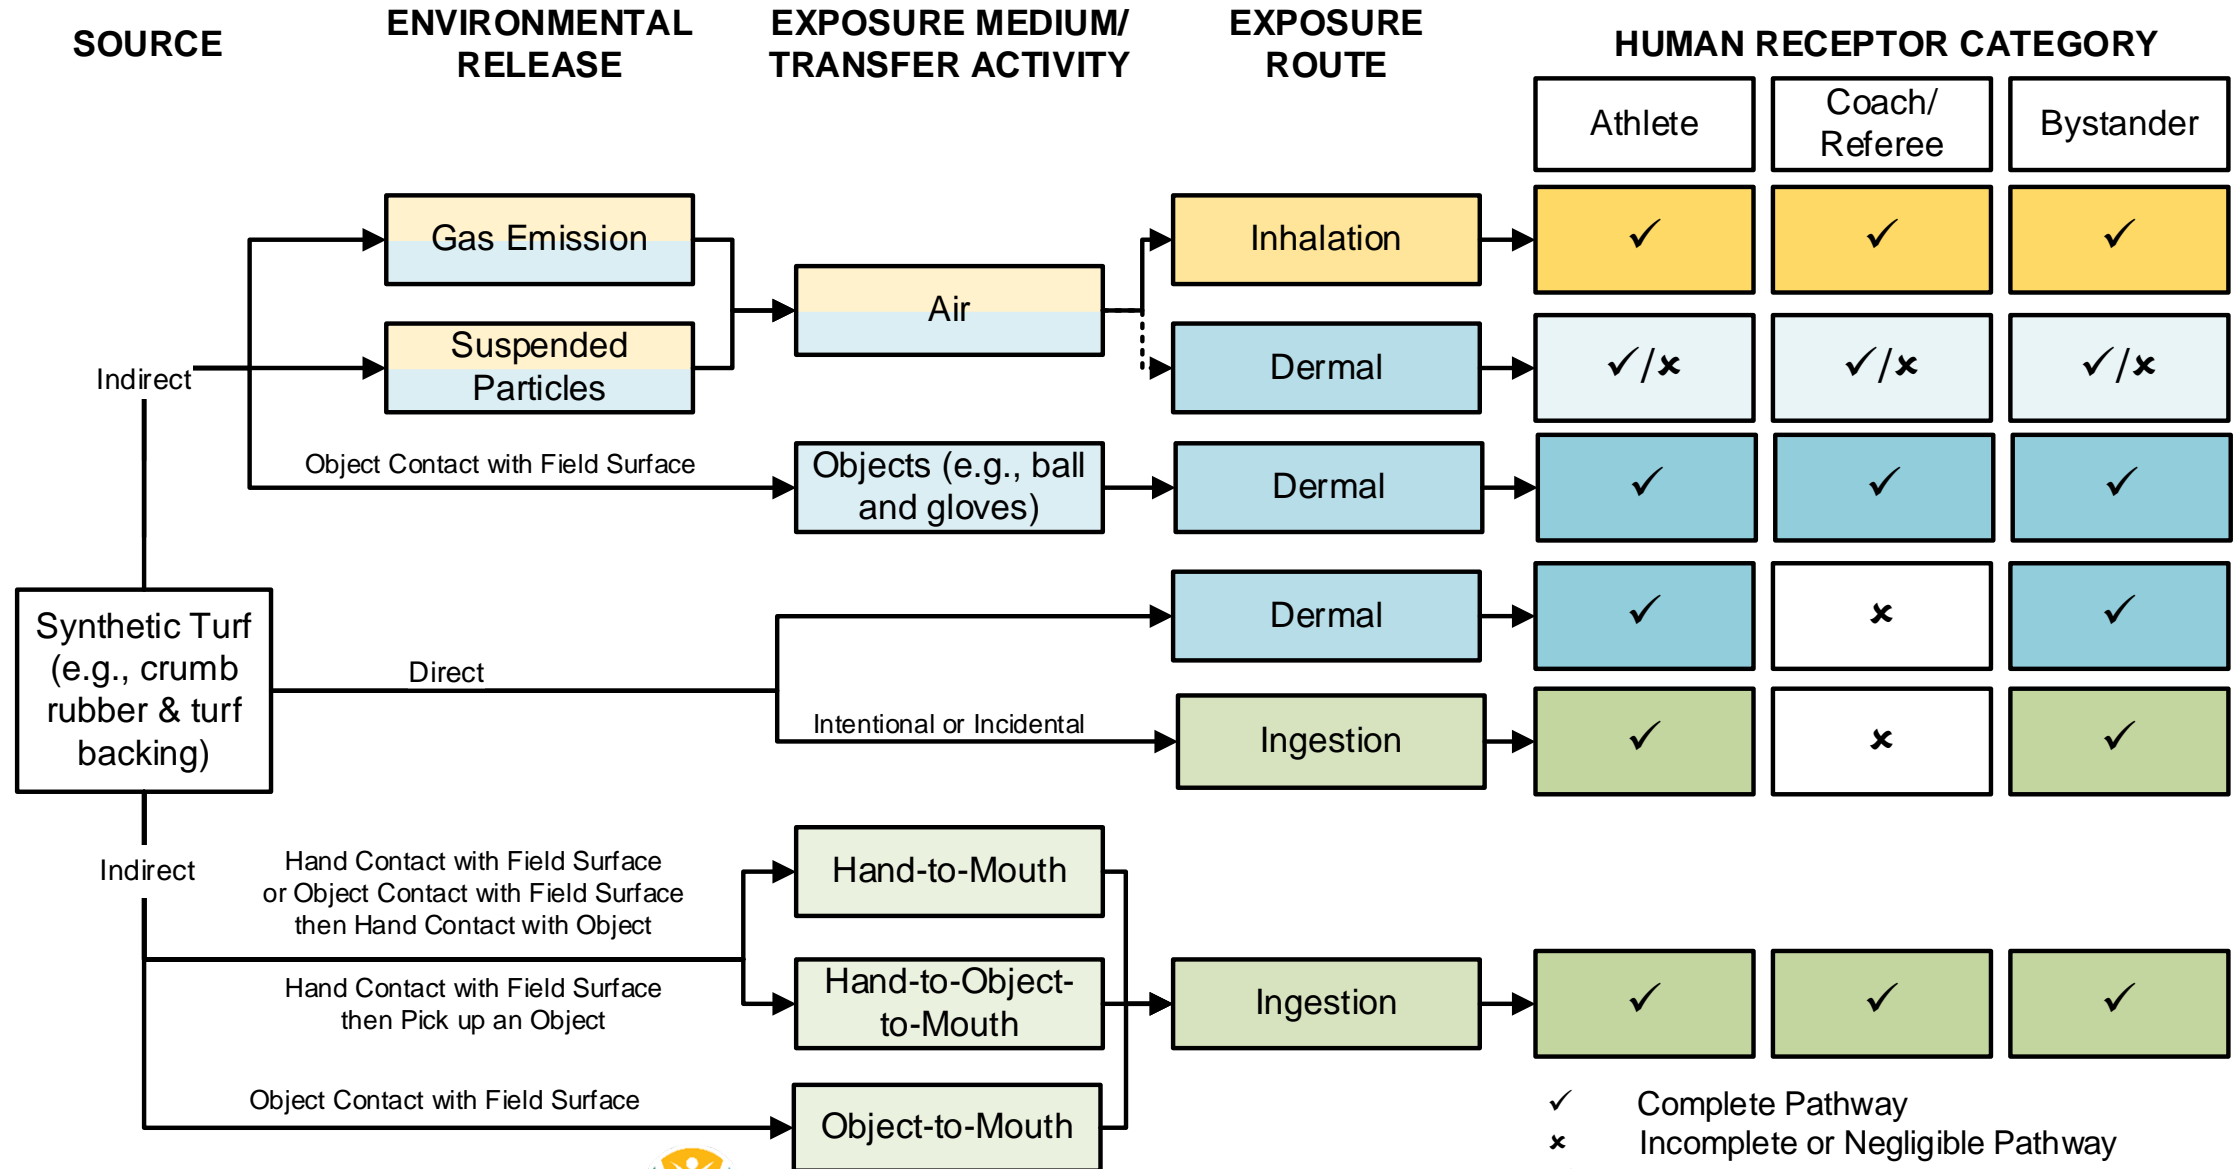 SOURCE
ENVIRONMENTAL
RELEASE
EXPOSURE MEDIUM/
TRANSFER ACTIVITY
EXPOSURE
ROUTE
HUMAN RECEPTOR CATEGORY
Athlete
Coach/
Referee
Bystander
Gas Emission
Inhalation
✓
✓
✓
Air
Suspended
Particles
Dermal
✓/×
✓/×
✓/×
Indirect
Object Contact with Field Surface
Objects (e.g., ball
and gloves)
Dermal
✓
✓
✓
Synthetic Turf
(e.g., crumb
rubber & turf
backing)
Direct
Dermal
✓
×
✓
Intentional or Incidental
Ingestion
✓
×
✓
Indirect
Hand Contact with Field Surface
or Object Contact with Field Surface
then Hand Contact with Object
Hand-to-Mouth
Hand Contact with Field Surface
then Pick up an Object
Hand-to-Object-
to-Mouth
Ingestion
✓
✓
✓
Object Contact with Field Surface
Object-to-Mouth
✓ Complete Pathway
× Incomplete or Negligible Pathway